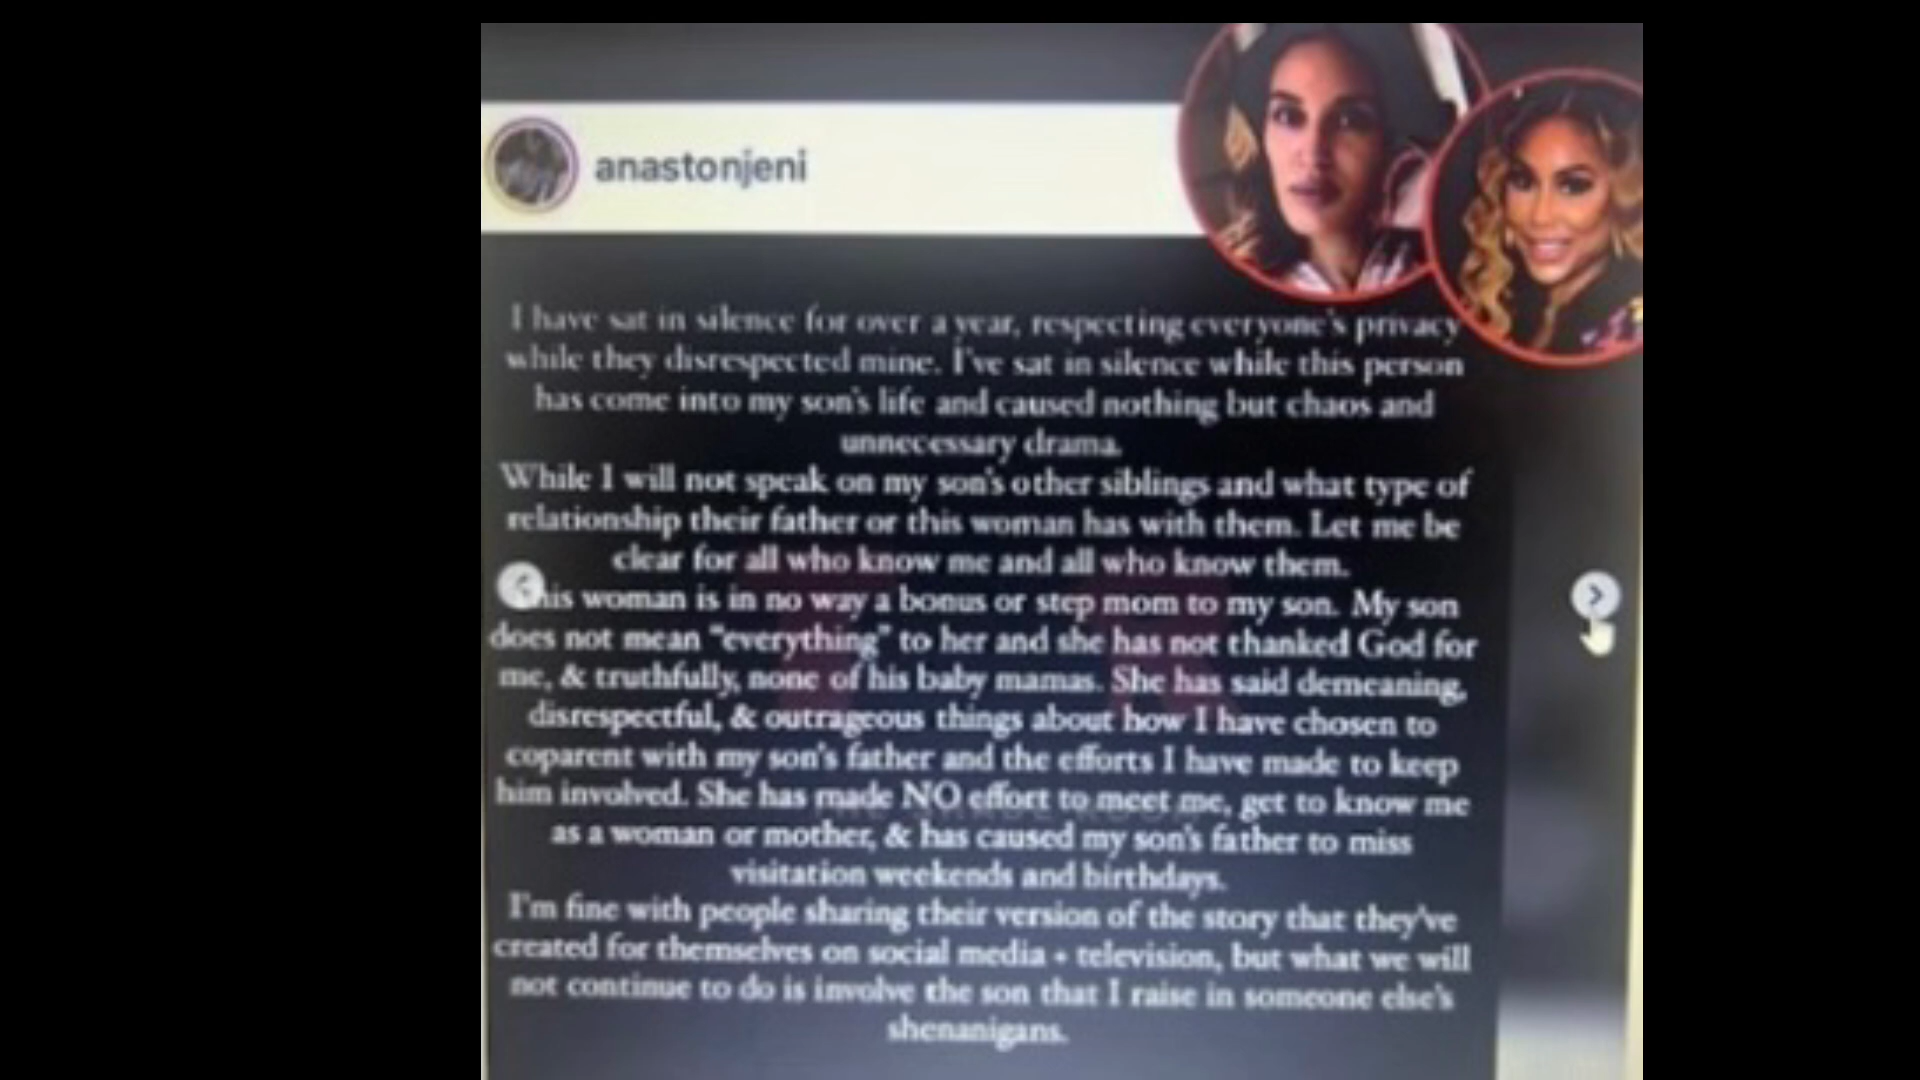 anastonjeni
I have sat in silence for over a year, respecting everyone's privacy
while they disrespected mine. I've sat in silence while this person
has come into my son's life and caused nothing but chaos and
unnecessary drama.
While I will not speak on my son's other siblings and what type of
relationship their father or this woman has with them. Let me be
clear for all who know me and all who know them.
his woman is in no way a bonus or step mom to my son. My son
does not mean "everything" to her and she has not thanked God for
me, & truthfully, none of his baby mamas. She has said demeaning,
disrespectful, & outrageous things about how I have chosen to
coparent with my son's father and the efforts I have made to keep
him involved. She has made NO effort to meet me, get to know me
as a woman or mother, & has caused my son's father to miss
visitation weekends and birthdays.
I'm fine with people sharing their version of the story that they've
created for themselves on social media + television, but what we will
not continue to do is involve the son that I raise in someone else's
shenanigans.